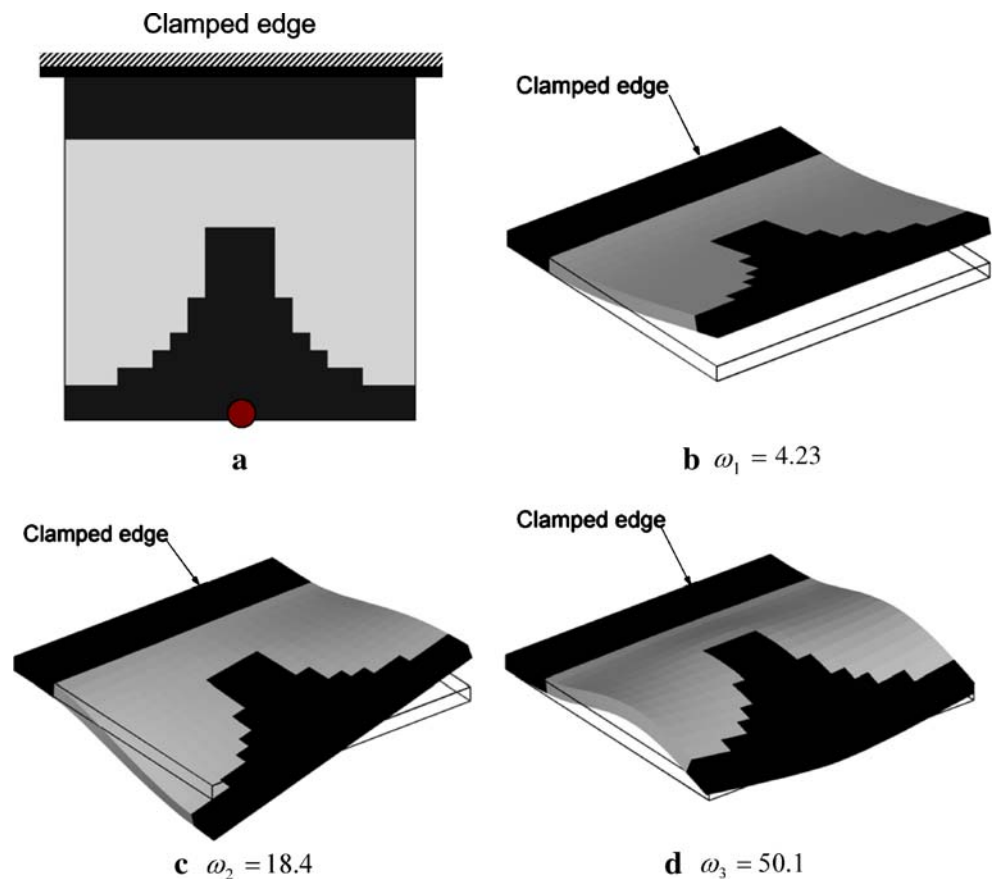 Clamped edge
a
Clamped edge
b ω₁ = 4.23
Clamped edge
c ω₂ = 18.4
Clamped edge
d ω₃ = 50.1